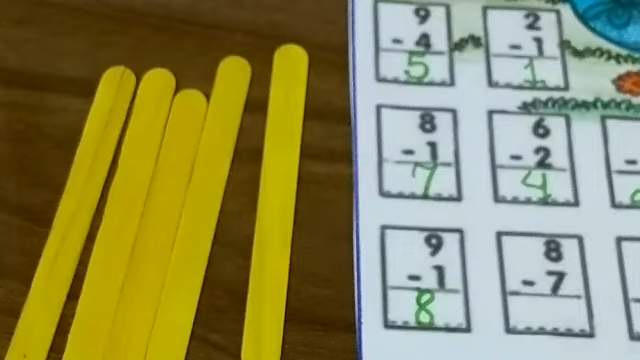 9 2
- 4 - 1
5 1
8 6 
- 1 - 2 -
7 4
9 8
- 1 - 7
8